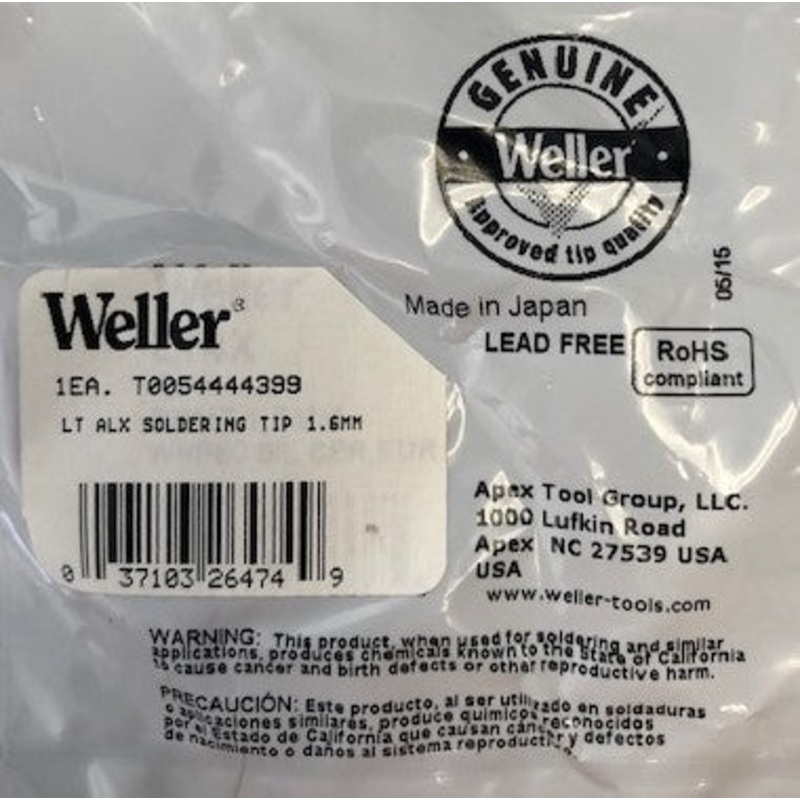 GENUINE
Weller
approved tip quality
05/15
Made in Japan
LEAD FREE
RoHS
compliant
Weller®
1EA. T0054444399
LT ALX SOLDERING TIP 1.6MM
0 37103 26474 9
Apex Tool Group, LLC.
1000 Lufkin Road
Apex NC 27539 USA
USA
www.weller-tools.com
WARNING: This product, when used for soldering and similar
applications, produces chemicals known to the State of California
to cause cancer and birth defects or other reproductive harm.
PRECAUCIÓN: Este producto, al ser utilizado en soldaduras
o aplicaciones similares, produce químicos reconocidos
por el Estado de California que causan cáncer y defectos
de nacimiento o daños al sistema reproductor.